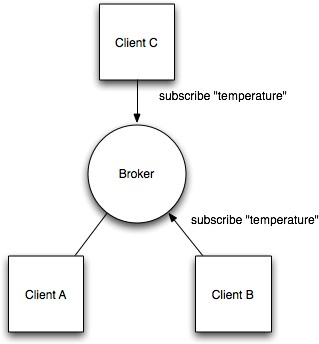 Client C
subscribe "temperature"
Broker
subscribe "temperature"
Client A
Client B